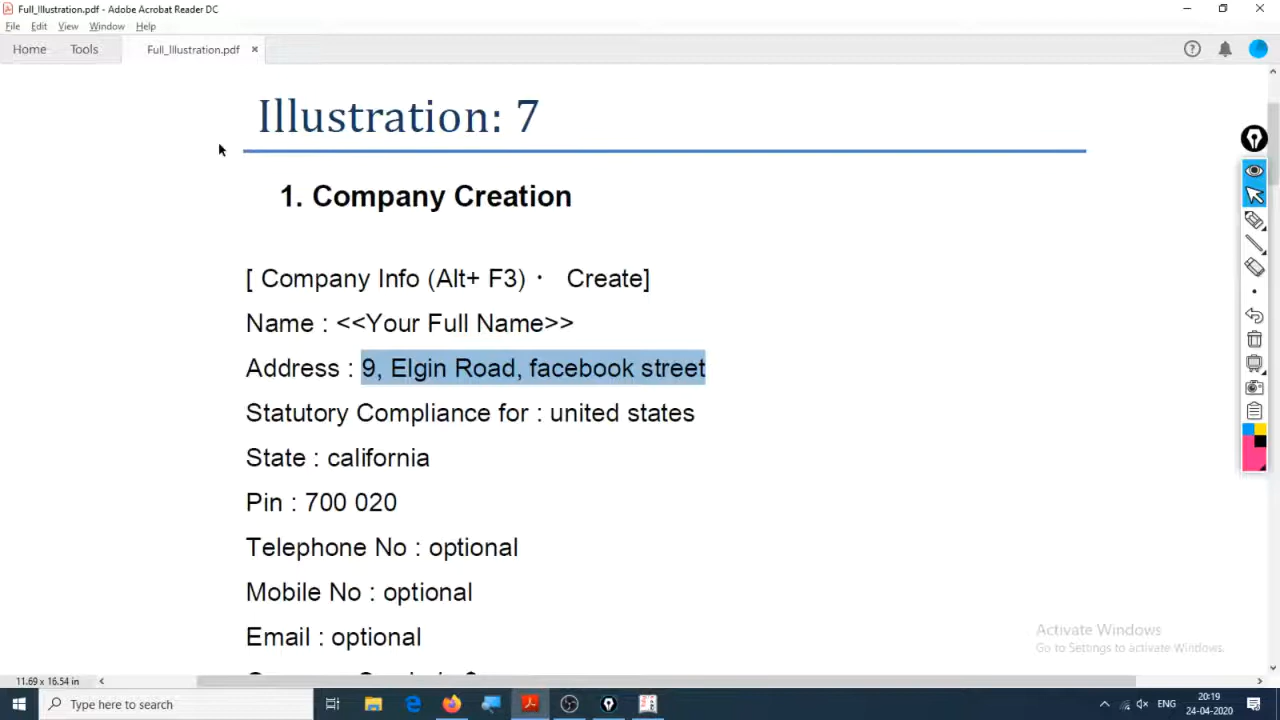 Full_Illustration.pdf - Adobe Acrobat Reader DC
File Edit View Window Help
Home Tools Full_Illustration.pdf ×
Illustration: 7
1. Company Creation
[ Company Info (Alt+ F3) · Create]
Name : <<Your Full Name>>
Address : 9, Elgin Road, facebook street
Statutory Compliance for : united states
State : california
Pin : 700 020
Telephone No : optional
Mobile No : optional
Email : optional
Activate Windows
Go to Settings to activate Windows.
11.69 x 16.54 in
Type here to search
ENG
20:19
24-04-2020